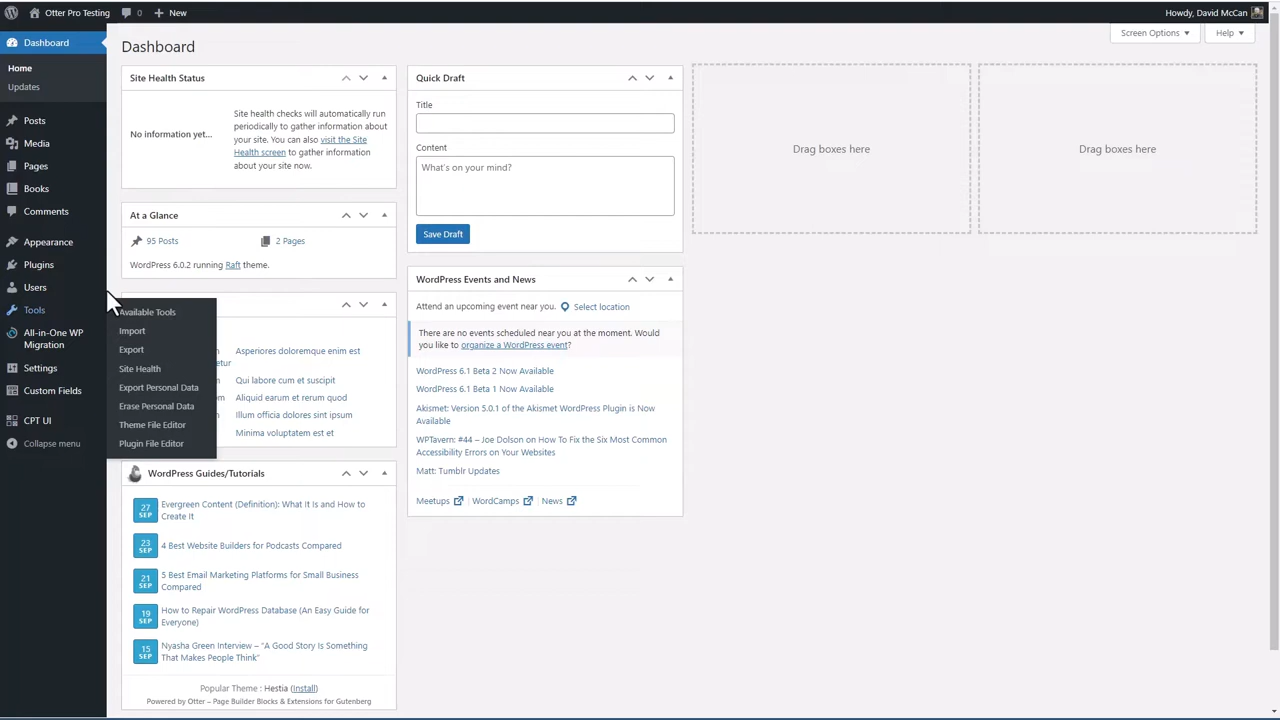 Otter Pro Testing
0
New
Howdy, David McCan
Dashboard
Home
Updates
Posts
Media
Pages
Books
Comments
Appearance
Plugins
Users
Tools
All-in-One WP
Migration
Settings
Custom Fields
CPT UI
Collapse menu
Available Tools
Import
Export
Site Health
Export Personal Data
Erase Personal Data
Theme File Editor
Plugin File Editor
Dashboard
Screen Options
Help
Site Health Status
No information yet...
Site health checks will automatically run
periodically to gather information about
your site. You can also visit the Site
Health screen to gather information
about your site now.
At a Glance
95 Posts
2 Pages
WordPress 6.0.2 running Raft theme.
Asperiores doloremque enim est
Qui labore cum et suscipit
Aliquid earum et rerum quod
Illum officia dolores sint ipsum
Minima voluptatem est et
WordPress Guides/Tutorials
27
SEP
Evergreen Content (Definition): What It Is and How to
Create It
23
SEP
4 Best Website Builders for Podcasts Compared
21
SEP
5 Best Email Marketing Platforms for Small Business
Compared
19
SEP
How to Repair WordPress Database (An Easy Guide for
Everyone)
15
SEP
Nyasha Green Interview – "A Good Story Is Something
That Makes People Think"
Popular Theme : Hestia (Install)
Powered by Otter – Page Builder Blocks & Extensions for Gutenberg
Quick Draft
Title
Content
What's on your mind?
Save Draft
WordPress Events and News
Attend an upcoming event near you.
Select location
There are no events scheduled near you at the moment. Would
you like to organize a WordPress event?
WordPress 6.1 Beta 2 Now Available
WordPress 6.1 Beta 1 Now Available
Akismet: Version 5.0.1 of the Akismet WordPress Plugin is Now
Available
WPTavern: #44 – Joe Dolson on How To Fix the Six Most Common
Accessibility Errors on Your Websites
Matt: Tumblr Updates
Meetups
WordCamps
News
Drag boxes here
Drag boxes here